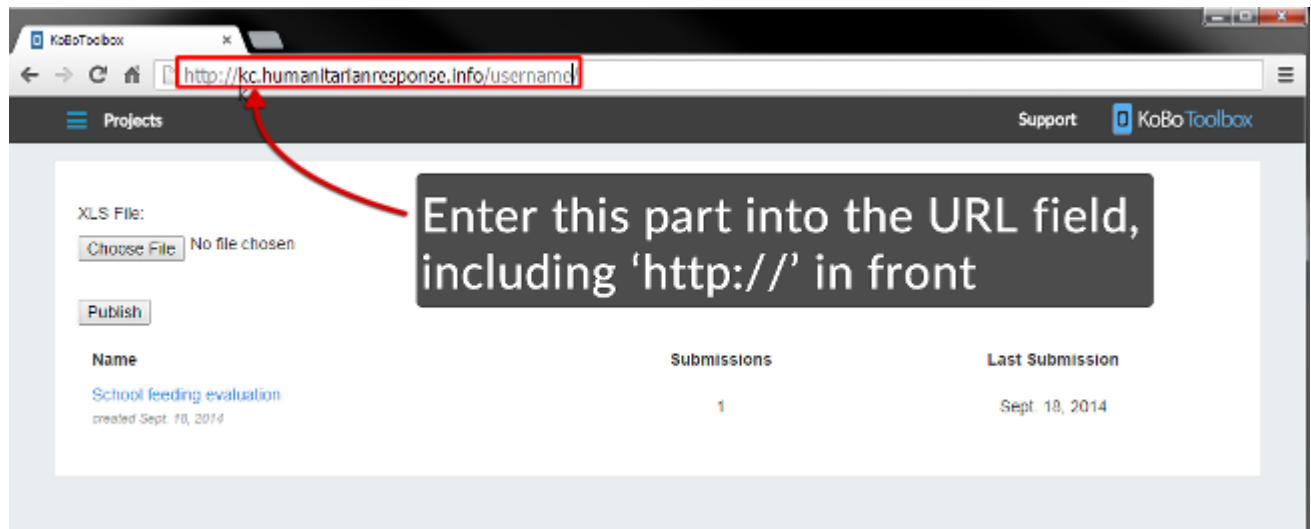 KoBoToolbox
http://kc.humanitarianresponse.info/username/
Projects
Support
KoBoToolbox
XLS File:
Choose File No file chosen
Enter this part into the URL field,
including ‘http://’ in front
Publish
Name Submissions Last Submission
School feeding evaluation
created Sept. 18, 2014
1
Sept. 18, 2014